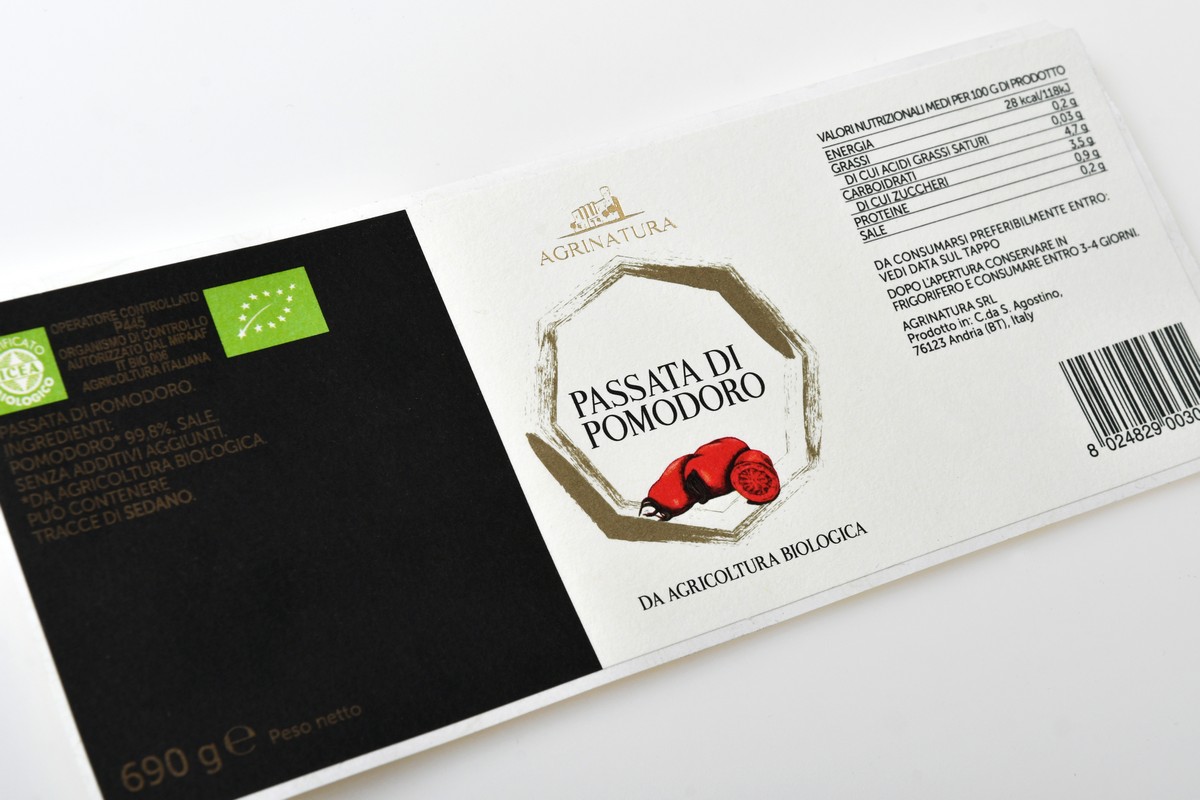 OPERATORE CONTROLLATO
P445
ORGANISMO DI CONTROLLO
AUTORIZZATO DAL MIPAAF
IT BIO 006
AGRICOLTURA ITALIANA
ICEA
BIOLOGICO
PASSATA DI POMODORO.
INGREDIENTI:
POMODORO* 99.8%, SALE.
SENZA ADDITIVI AGGIUNTI.
*DA AGRICOLTURA BIOLOGICA.
PUÒ CONTENERE
TRACCE DI SEDANO.
690 g ℮ Peso netto
AGRINATURA
PASSATA DI
POMODORO
DA AGRICOLTURA BIOLOGICA
VALORI NUTRIZIONALI MEDI PER 100 G DI PRODOTTO
ENERGIA 28 kcal/118kJ
GRASSI 0,2 g
DI CUI ACIDI GRASSI SATURI 0,03 g
CARBOIDRATI 4,7 g
DI CUI ZUCCHERI 3,5 g
PROTEINE 0,9 g
SALE 0,2 g
DA CONSUMARSI PREFERIBILMENTE ENTRO:
VEDI DATA SUL TAPPO
DOPO L'APERTURA CONSERVARE IN
FRIGORIFERO E CONSUMARE ENTRO 3-4 GIORNI.
AGRINATURA SRL
Prodotto in: C.da S. Agostino,
76123 Andria (BT), Italy
8 024829 003